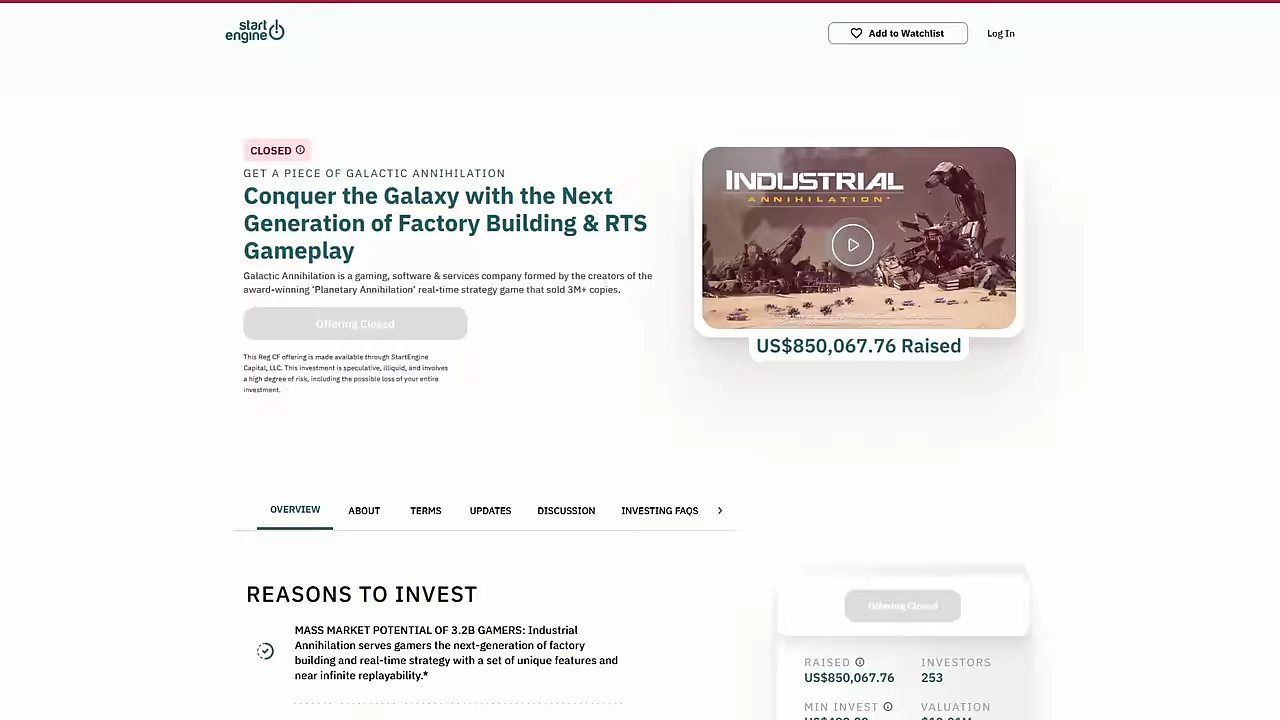 start
engine
Add to Watchlist
Log In
CLOSED
GET A PIECE OF GALACTIC ANNIHILATION
Conquer the Galaxy with the Next
Generation of Factory Building & RTS
Gameplay
Galactic Annihilation is a gaming, software & services company formed by the creators of the
award-winning ‘Planetary Annihilation’ real-time strategy game that sold 3M+ copies.
Offering Closed
This Reg CF offering is made available through StartEngine
Capital, LLC. This investment is speculative, illiquid, and involves
a high degree of risk, including the possible loss of your entire
investment.
INDUSTRIAL
ANNIHILATION
US$850,067.76 Raised
OVERVIEW
ABOUT
TERMS
UPDATES
DISCUSSION
INVESTING FAQS
REASONS TO INVEST
MASS MARKET POTENTIAL OF 3.2B GAMERS: Industrial
Annihilation serves gamers the next-generation of factory
building and real-time strategy with a set of unique features and
near infinite replayability.*
Offering Closed
RAISED
INVESTORS
US$850,067.76
253
MIN INVEST
VALUATION